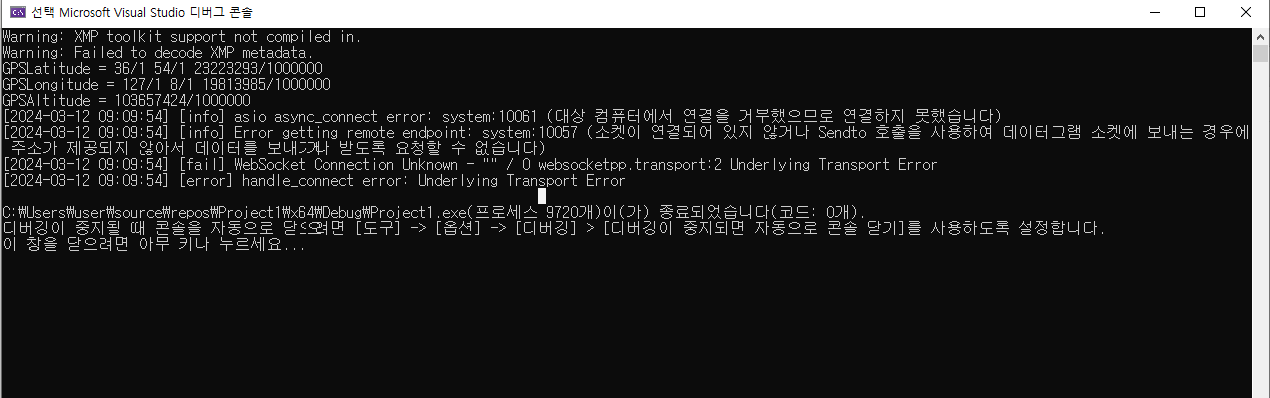 선택 Microsoft Visual Studio 디버그 콘솔
Warning: XMP toolkit support not compiled in.
Warning: Failed to decode XMP metadata.
GPSLatitude = 36/1 54/1 23223293/1000000
GPSLongitude = 127/1 8/1 19813985/1000000
GPSAltitude = 103657424/1000000
[2024-03-12 09:09:54] [info] asio async_connect error: system:10061 (대상 컴퓨터에서 연결을 거부했으므로 연결하지 못했습니다)
[2024-03-12 09:09:54] [info] Error getting remote endpoint: system:10057 (소켓이 연결되어 있지 않거나 Sendto 호출을 사용하여 데이터그램 소켓에 보내는 경우에
주소가 제공되지 않아서 데이터를 보내거나 받도록 요청할 수 없습니다)
[2024-03-12 09:09:54] [fail] WebSocket Connection Unknown - "" / 0 websocketpp.transport:2 Underlying Transport Error
[2024-03-12 09:09:54] [error] handle_connect error: Underlying Transport Error
C:₩Users₩user₩source₩repos₩Project1₩x64₩Debug₩Project1.exe(프로세스 9720개)이(가) 종료되었습니다(코드: 0개).
디버깅이 중지될 때 콘솔을 자동으로 닫으려면 [도구] -> [옵션] -> [디버깅] > [디버깅이 중지되면 자동으로 콘솔 닫기]를 사용하도록 설정합니다.
이 창을 닫으려면 아무 키나 누르세요...